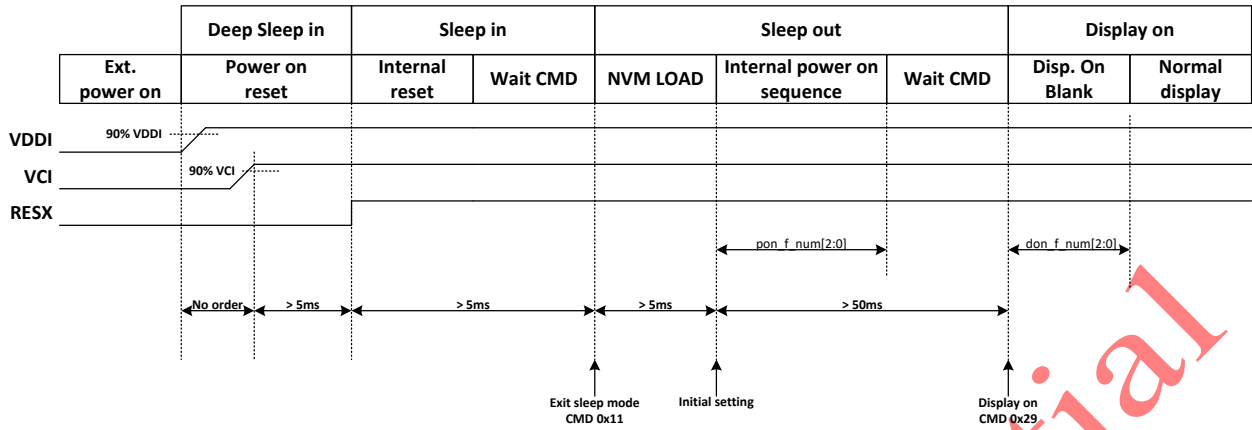 Deep Sleep in
Sleep in
Sleep out
Display on
Ext.
power on
Power on
reset
Internal
reset
Wait CMD
NVM LOAD
Internal power on
sequence
Wait CMD
Disp. On
Blank
Normal
display
VDDI
90% VDDI
VCI
90% VCI
RESX
pon_f_num[2:0]
don_f_num[2:0]
No order
> 5ms
> 5ms
> 5ms
> 50ms
Exit sleep mode
CMD 0x11
Initial setting
Display on
CMD 0x29
tial